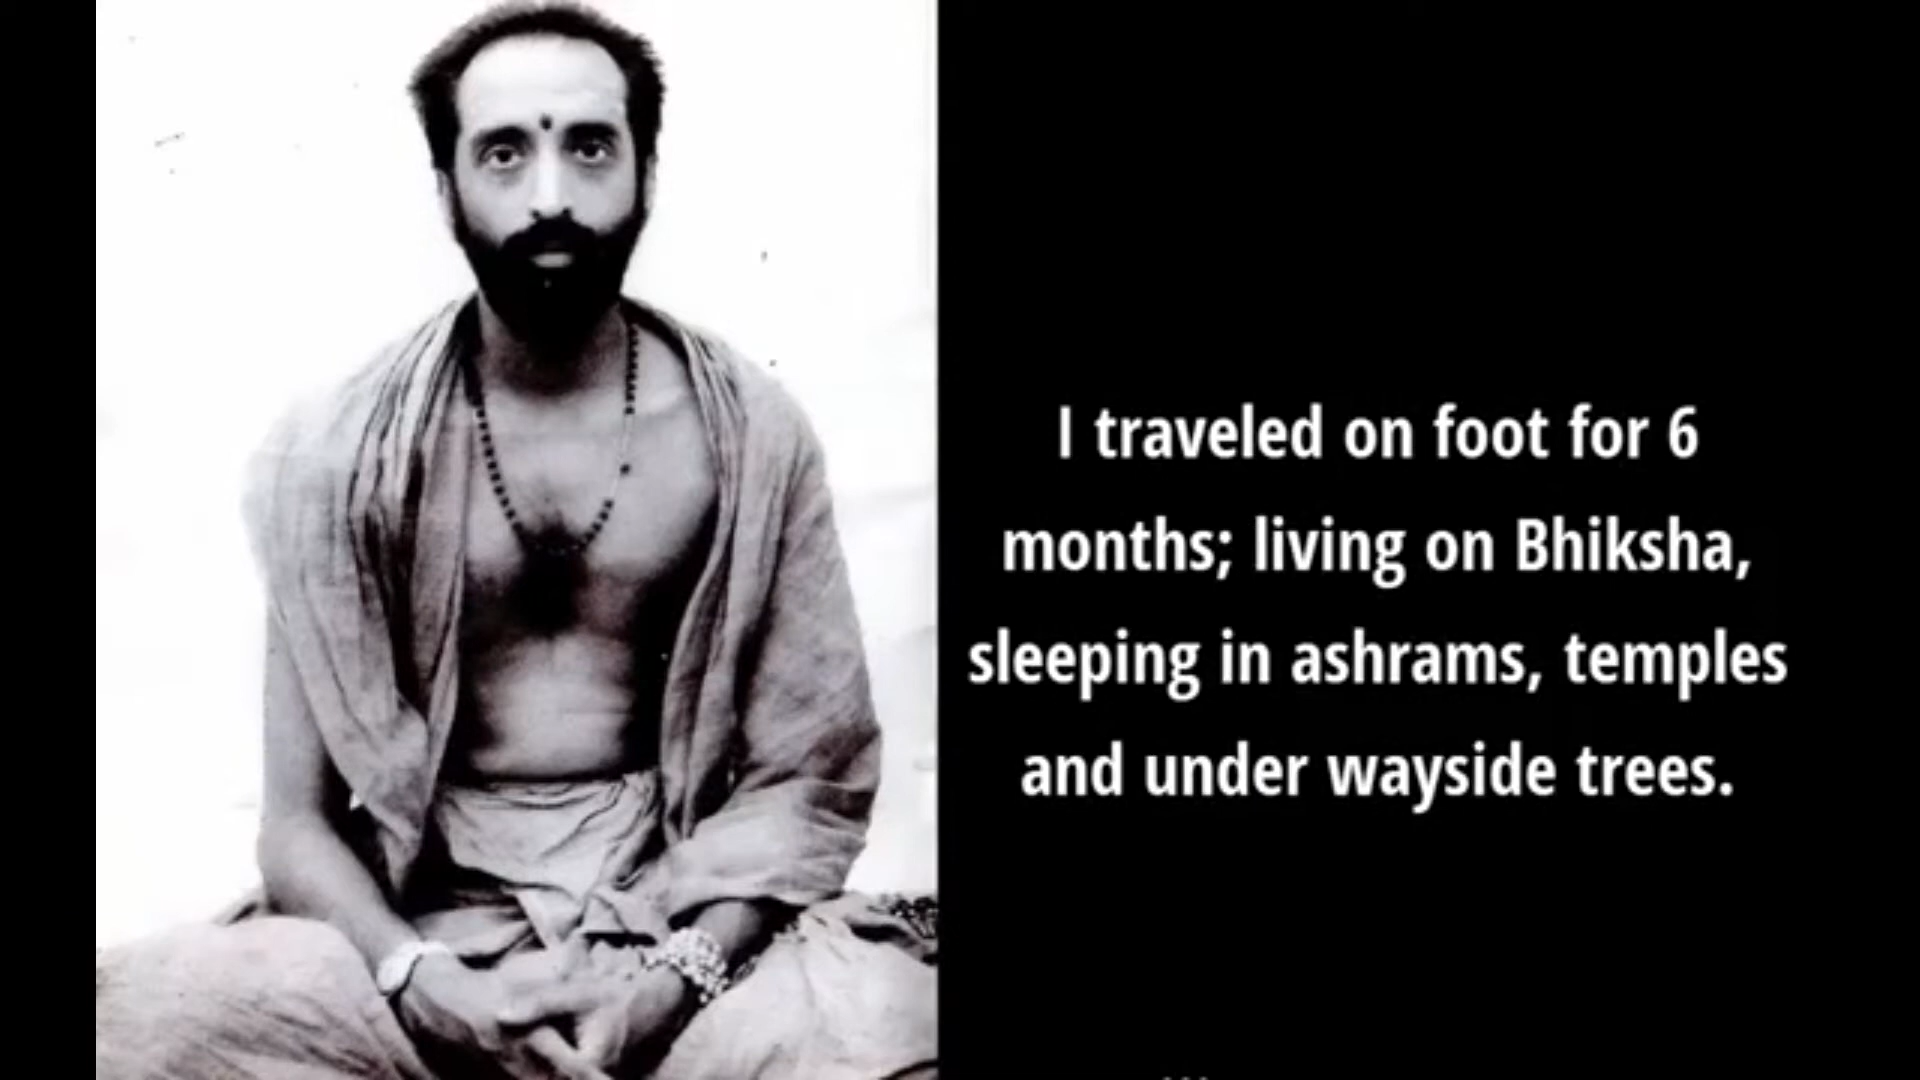 I traveled on foot for 6
months; living on Bhiksha,
sleeping in ashrams, temples
and under wayside trees.